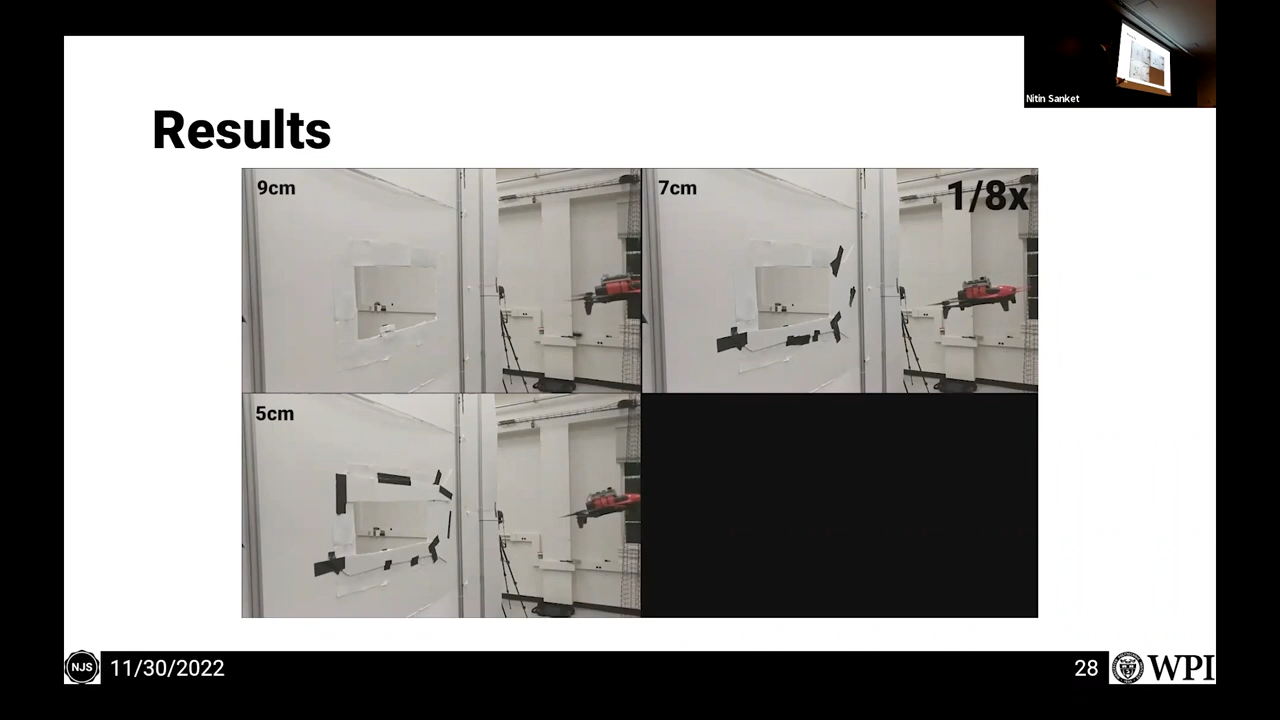 Nitin Sanket
Results
9cm
7cm
1/8x
5cm
NJS
11/30/2022
28
WPI